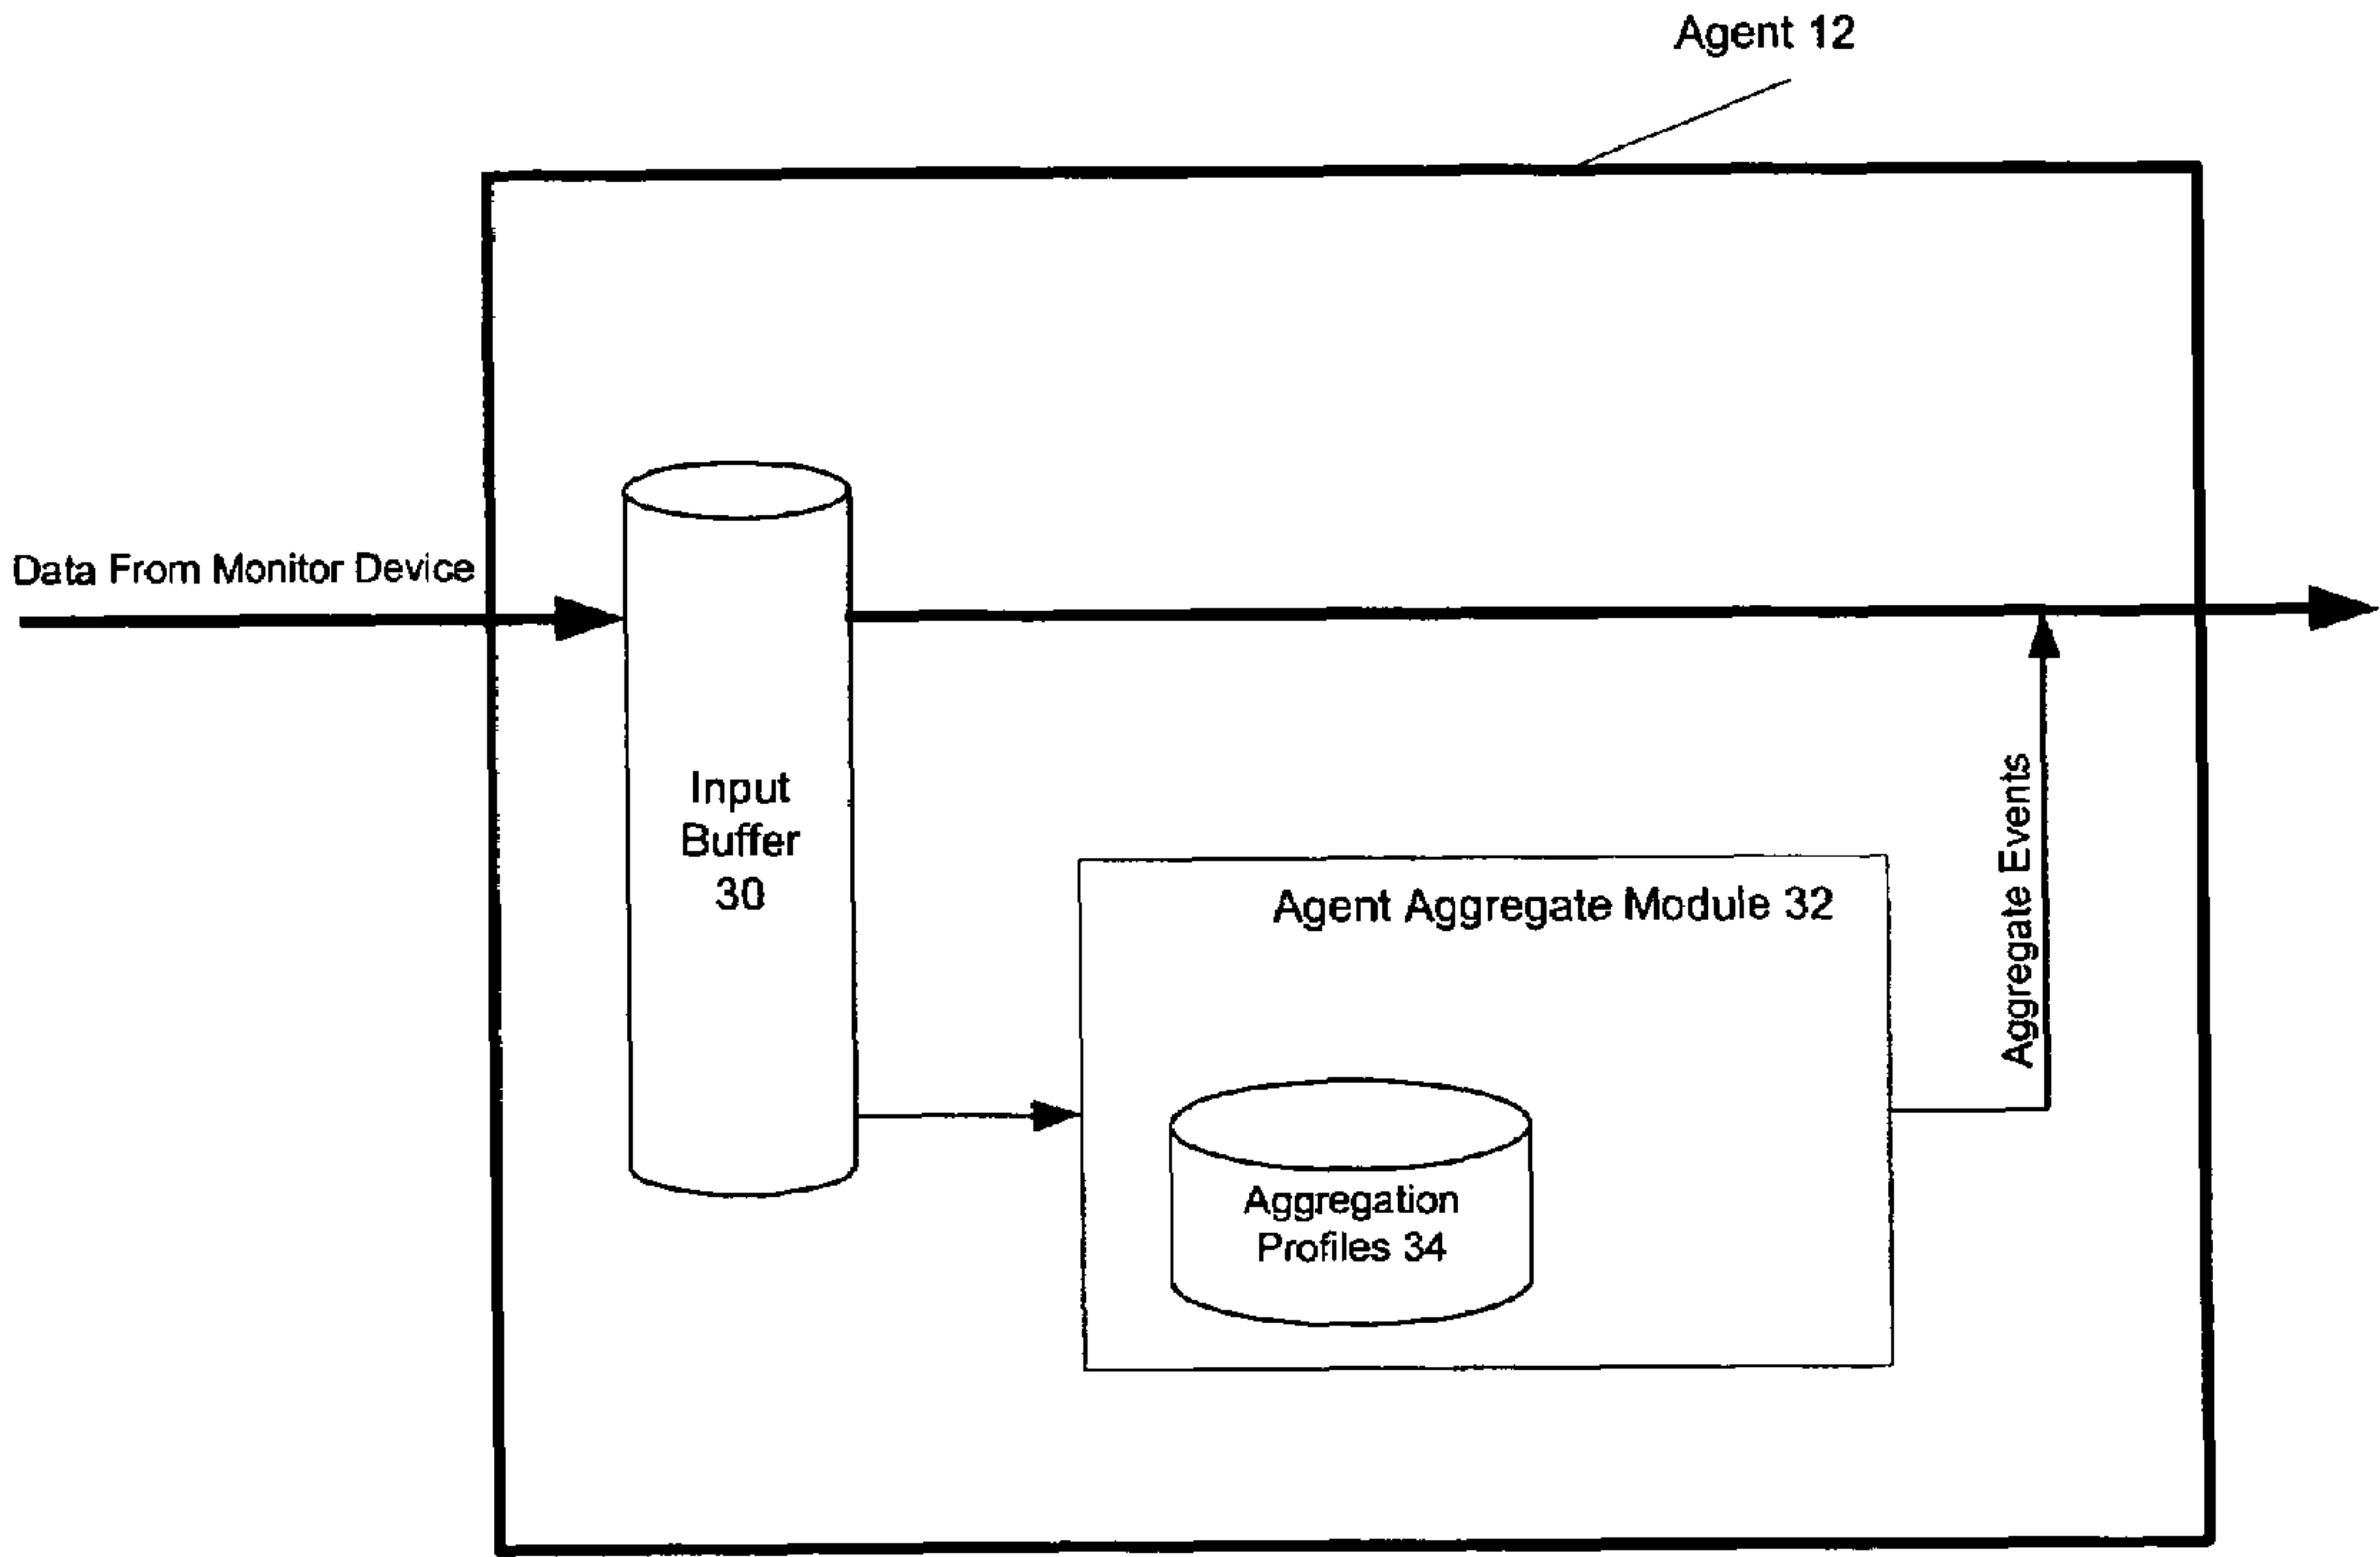 Agent 12
Data From Monitor Device
Input
Buffer
30
Agent Aggregate Module 32
Aggregation
Profiles 34
Aggregate Events